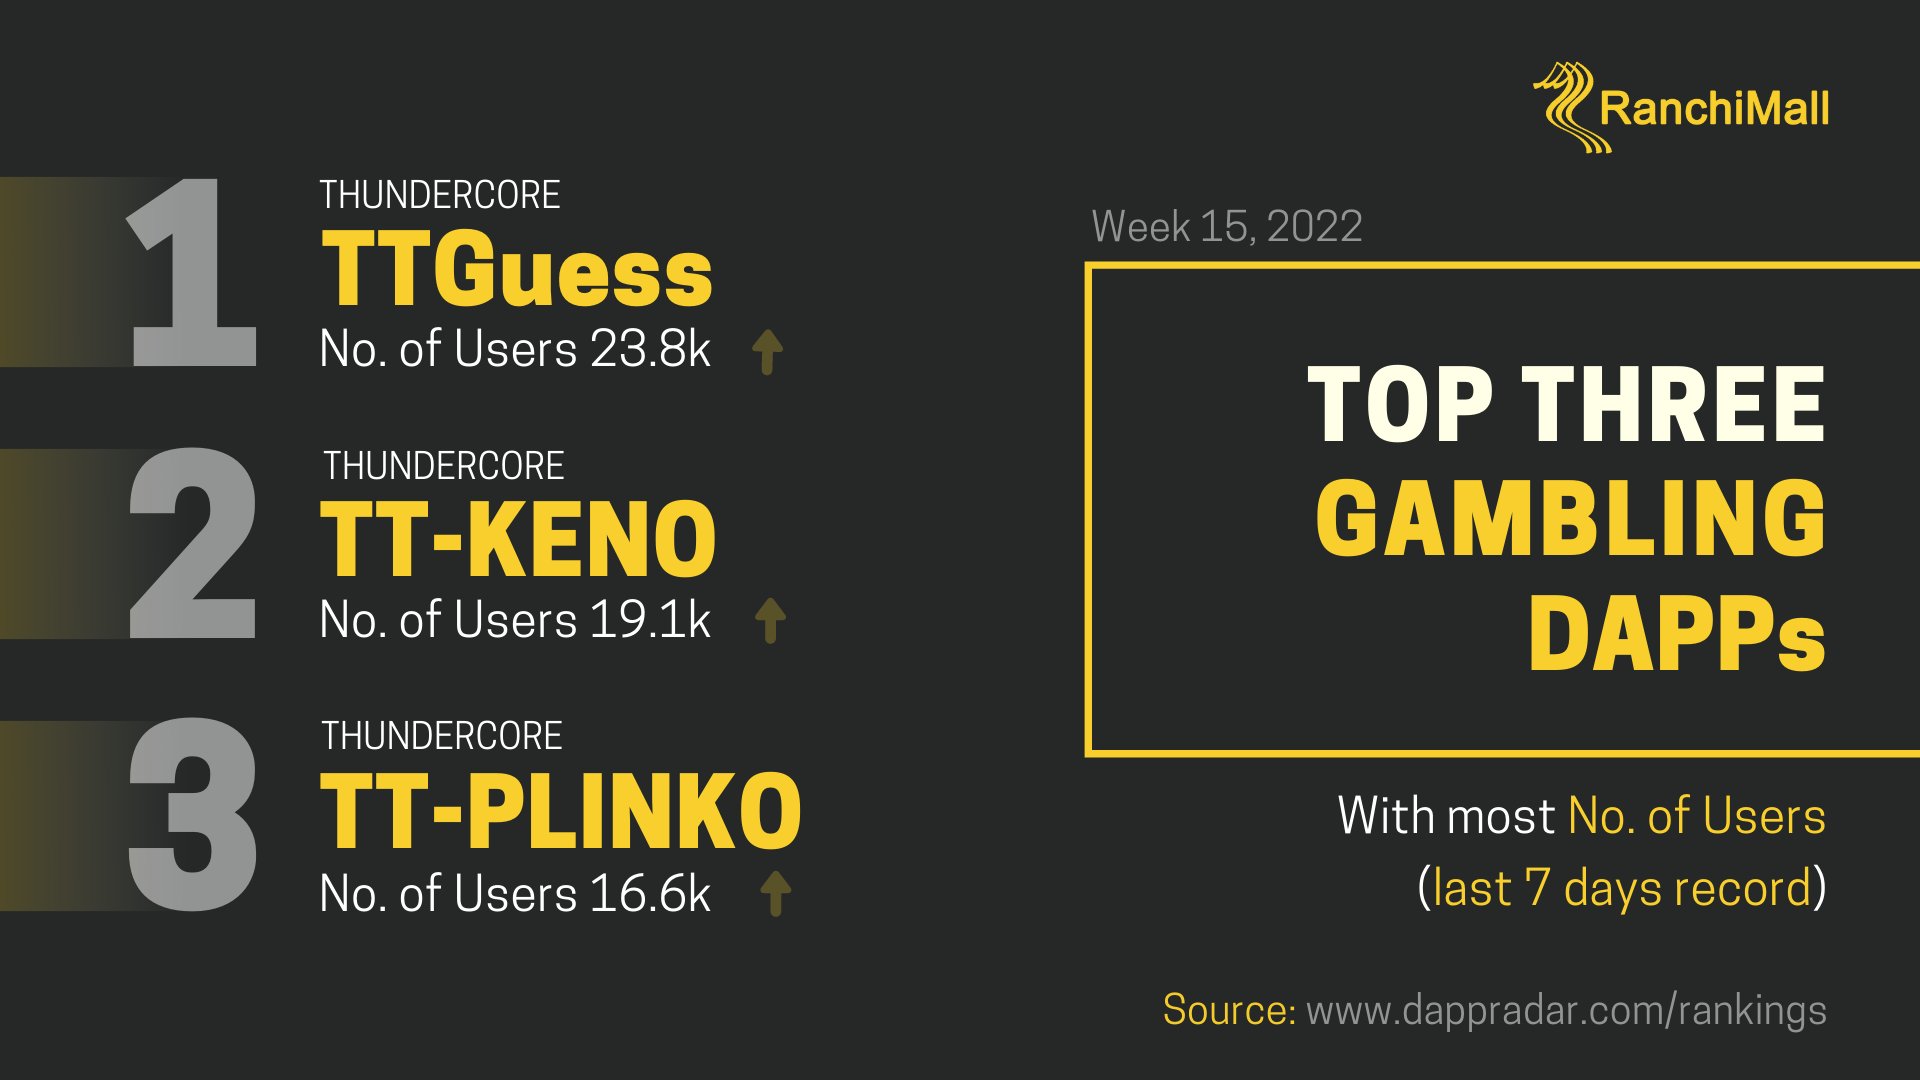 RanchiMall
1
THUNDERCORE
TTGuess
No. of Users 23.8k
2
THUNDERCORE
TT-KENO
No. of Users 19.1k
3
THUNDERCORE
TT-PLINKO
No. of Users 16.6k
Week 15, 2022
TOP THREE
GAMBLING
DAPPs
With most No. of Users
(last 7 days record)
Source: www.dappradar.com/rankings